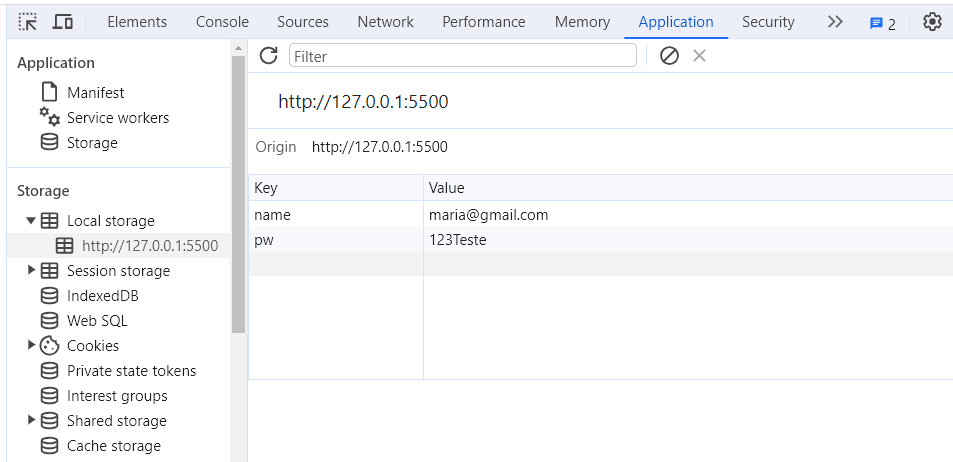 Elements Console Sources Network Performance Memory Application Security 2
Application
Manifest
Service workers
Storage
Storage
Local storage
http://127.0.0.1:5500
Session storage
IndexedDB
Web SQL
Cookies
Private state tokens
Interest groups
Shared storage
Cache storage
Filter
http://127.0.0.1:5500
Origin http://127.0.0.1:5500
Key Value
name maria@gmail.com
pw 123Teste